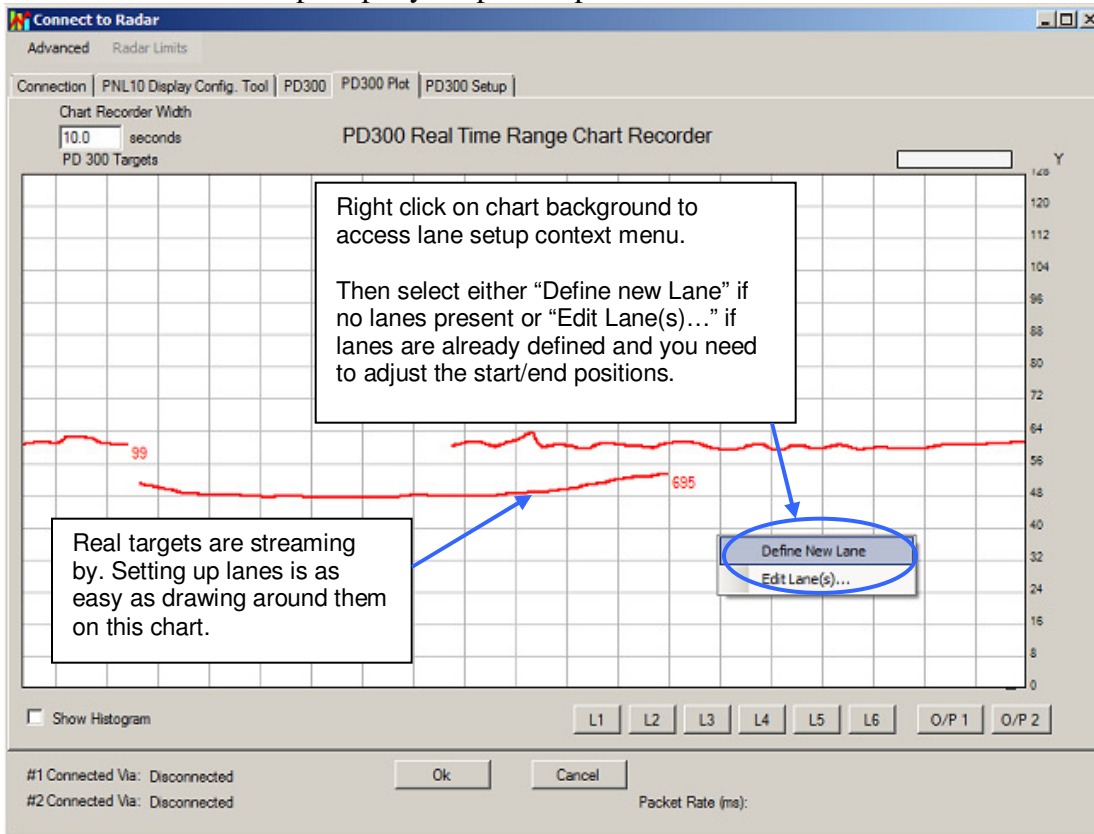 Connect to Radar
Advanced Radar Limits
Connection PNL10 Display Config. Tool PD300 PD300 Plot PD300 Setup
Chart Recorder Width
10.0 seconds
PD300 Real Time Range Chart Recorder
PD 300 Targets
Y
128
120
112
104
96
88
80
72
64
56
48
40
32
24
16
8
0
Right click on chart background to
access lane setup context menu.
Then select either “Define new Lane” if
no lanes present or “Edit Lane(s)…” if
lanes are already defined and you need
to adjust the start/end positions.
99
695
Real targets are streaming
by. Setting up lanes is as
easy as drawing around them
on this chart.
Define New Lane
Edit Lane(s)...
Show Histogram
L1 L2 L3 L4 L5 L6 O/P 1 O/P 2
#1 Connected Via: Disconnected
Ok Cancel
#2 Connected Via: Disconnected
Packet Rate (ms):